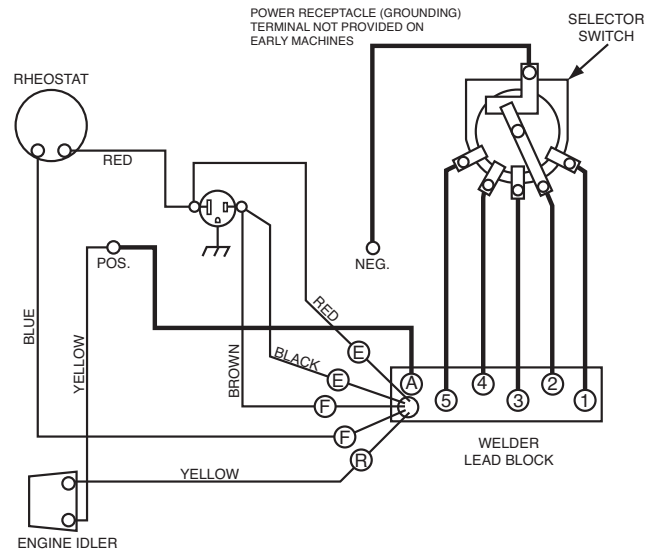 POWER RECEPTACLE (GROUNDING)
TERMINAL NOT PROVIDED ON
EARLY MACHINES
SELECTOR
SWITCH
RHEOSTAT
RED
POS.
NEG.
BLUE
YELLOW
BROWN
BLACK
RED
E
E
F
F
R
A
5
4
3
2
1
YELLOW
WELDER
LEAD BLOCK
ENGINE IDLER